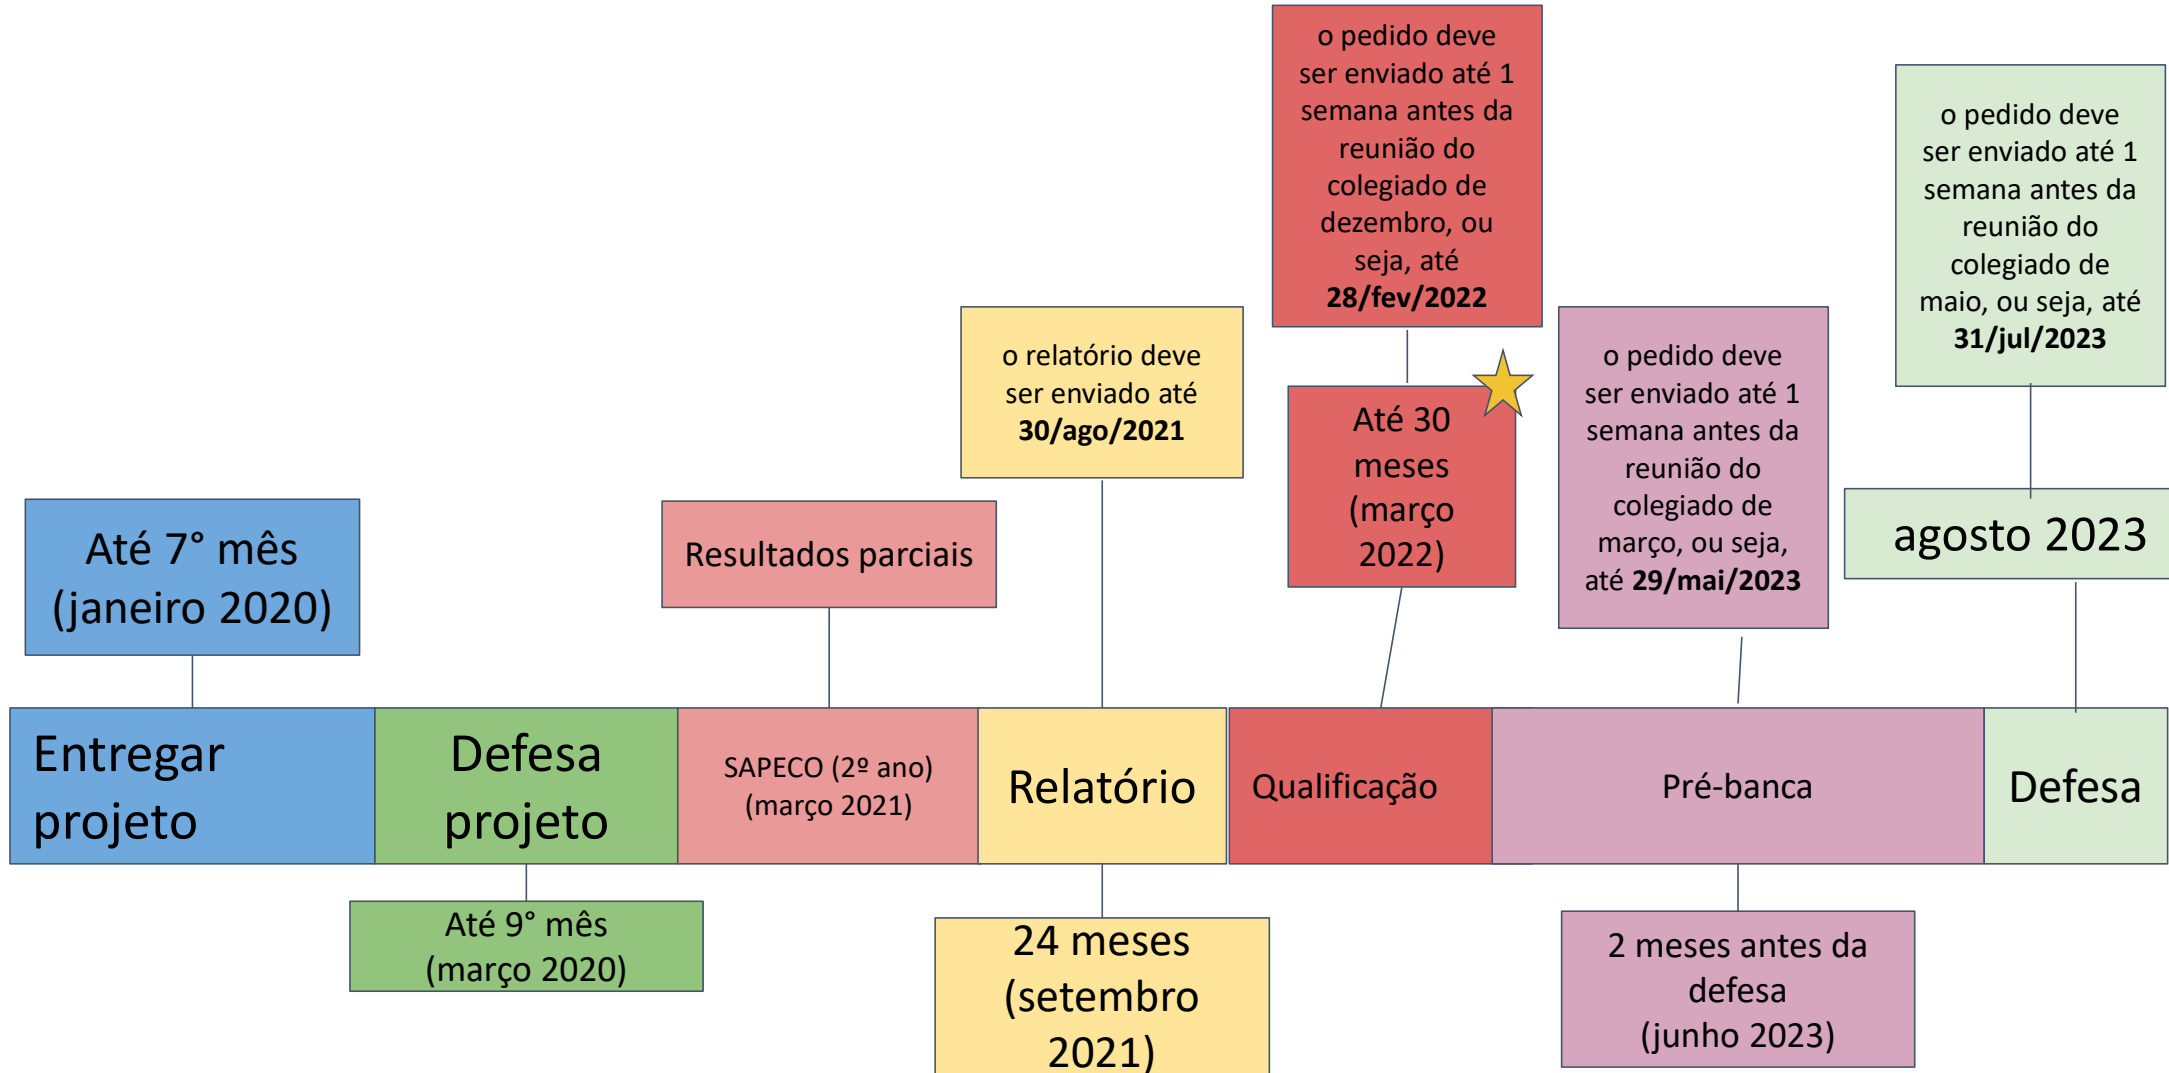 o pedido deve
ser enviado até 1
semana antes da
reunião do
colegiado de
dezembro, ou
seja, até
28/fev/2022
o pedido deve
ser enviado até 1
semana antes da
reunião do
colegiado de
maio, ou seja, até
31/jul/2023
o relatório deve
ser enviado até
30/ago/2021
o pedido deve
ser enviado até 1
semana antes da
reunião do
colegiado de
março, ou seja,
até 29/mai/2023
Até 30
meses
(março
2022)
Até 7° mês
(janeiro 2020)
Resultados parciais
agosto 2023
Entregar
projeto
Defesa
projeto
SAPECO (2º ano)
(março 2021)
Relatório
Qualificação
Pré-banca
Defesa
Até 9° mês
(março 2020)
24 meses
(setembro
2021)
2 meses antes da
defesa
(junho 2023)